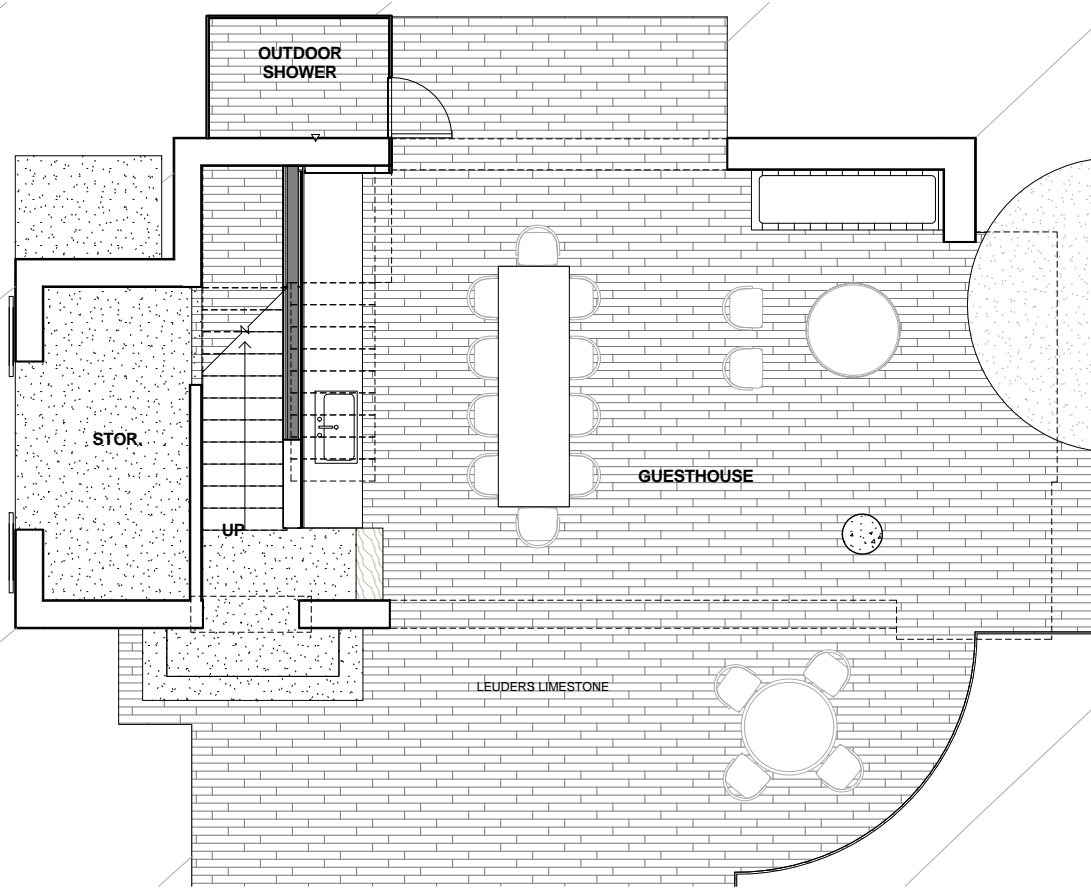 OUTDOOR
SHOWER
STOR.
GUESTHOUSE
UP
LEUDERS LIMESTONE